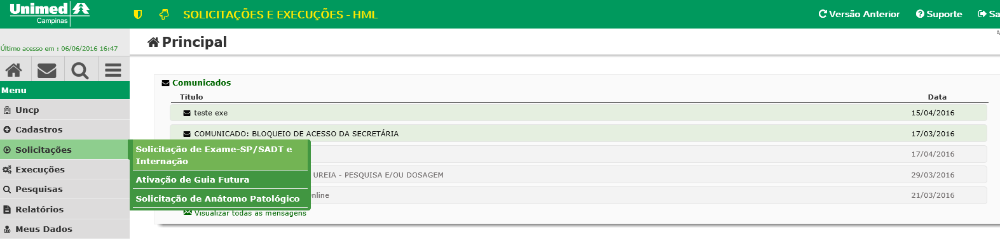 Unimed
Campinas
SOLICITAÇÕES E EXECUÇÕES - HML
Versão Anterior
Suporte
Sa
Último acesso em : 06/06/2016 16:47
Principal
Menu
Uncp
Cadastros
Solicitações
Execuções
Pesquisas
Relatórios
Meus Dados
Solicitação de Exame-SP/SADT e
Internação
Ativação de Guia Futura
Solicitação de Anátomo Patológico
Comunicados
Titulo Data
teste exe 15/04/2016
COMUNICADO: BLOQUEIO DE ACESSO DA SECRETÁRIA 17/03/2016
17/04/2016
UREIA - PESQUISA E/OU DOSAGEM 29/03/2016
nline 21/03/2016
Visualizar todas as mensagens